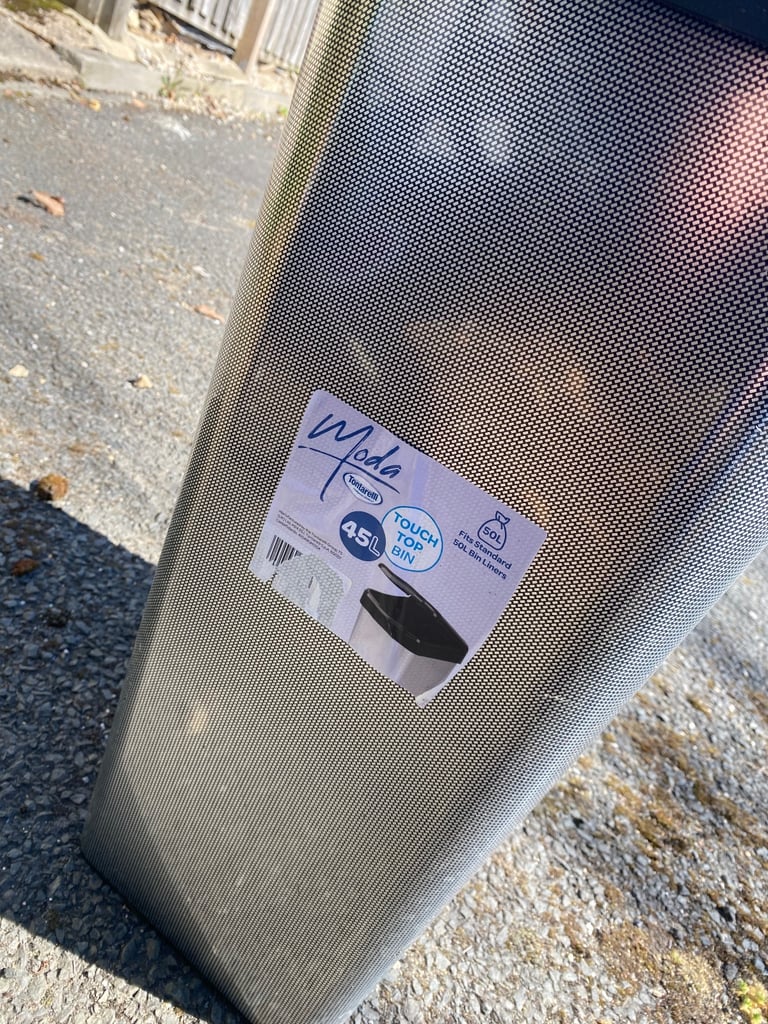 Moda
Tontarelli
45L
TOUCH
TOP
BIN
50L
Fits Standard
50L Bin Liners